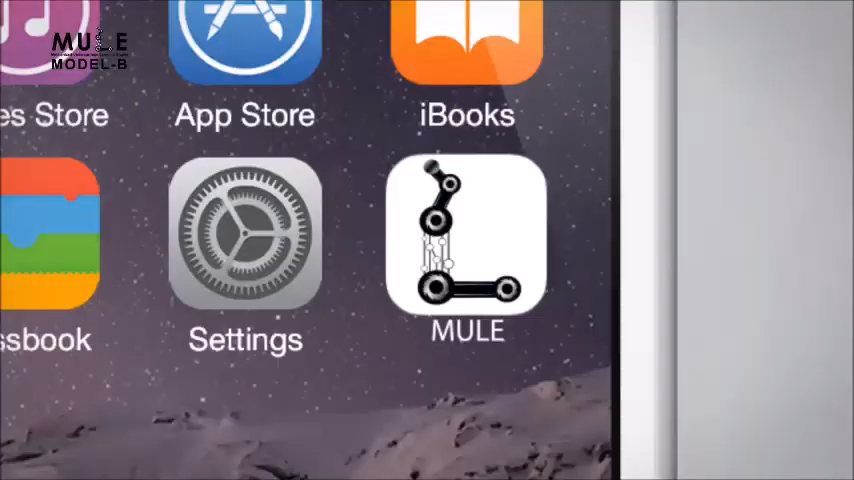 MULE
MODEL-B
es Store
App Store
iBooks
ssbook
Settings
MULE